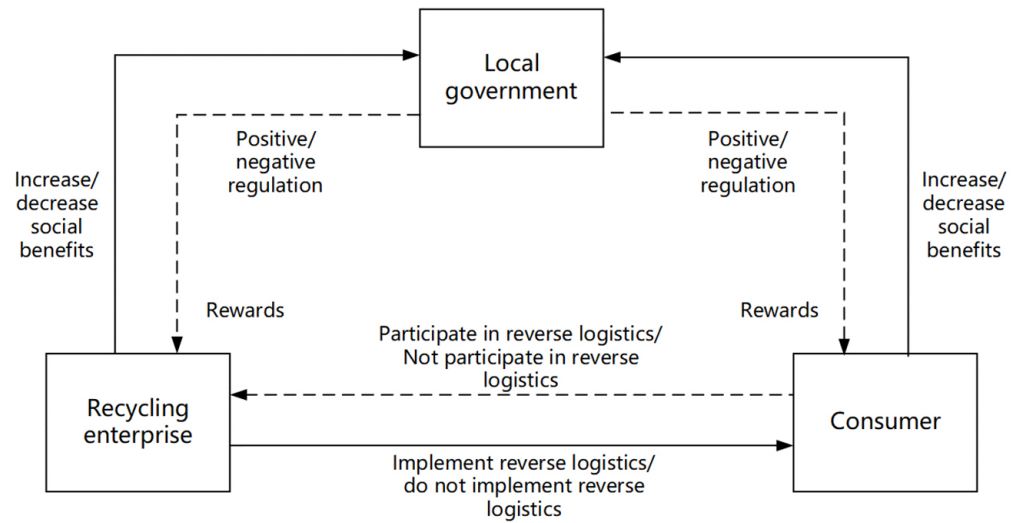 Local
government
Positive/
negative
regulation
Positive/
negative
regulation
Increase/
decrease
social
benefits
Increase/
decrease
social
benefits
Rewards
Rewards
Participate in reverse logistics/
Not participate in reverse
logistics
Recycling
enterprise
Consumer
Implement reverse logistics/
do not implement reverse
logistics